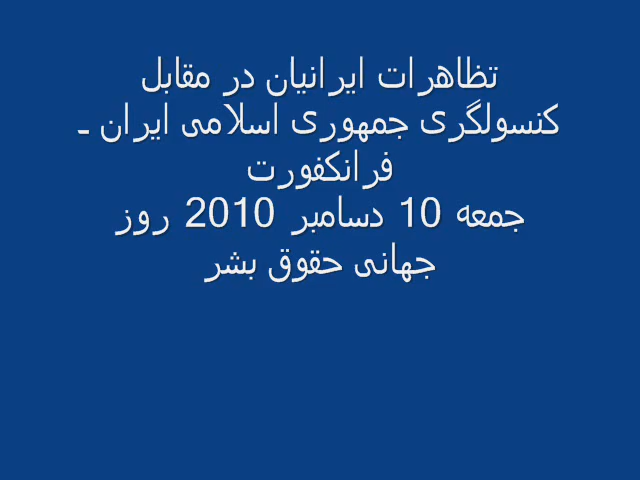 تظاهرات ایرانیان در مقابل
کنسولگری جمهوری اسلامی ایران ـ
فرانکفورت
جمعه 10 دسامبر 2010 روز
جهانی حقوق بشر